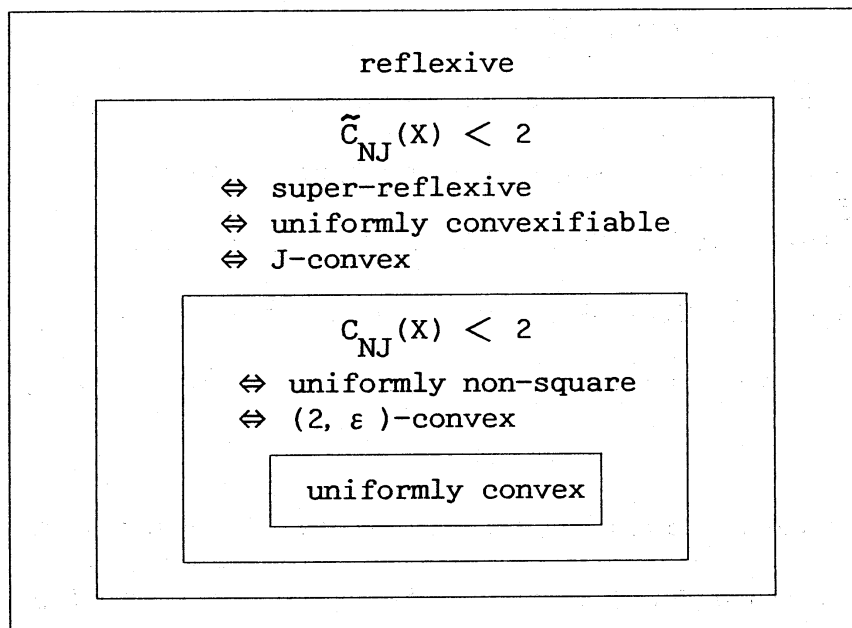 reflexive
C̃_NJ(X) < 2
⇔ super-reflexive
⇔ uniformly convexifiable
⇔ J-convex
C_NJ(X) < 2
⇔ uniformly non-square
⇔ (2, ε )-convex
uniformly convex